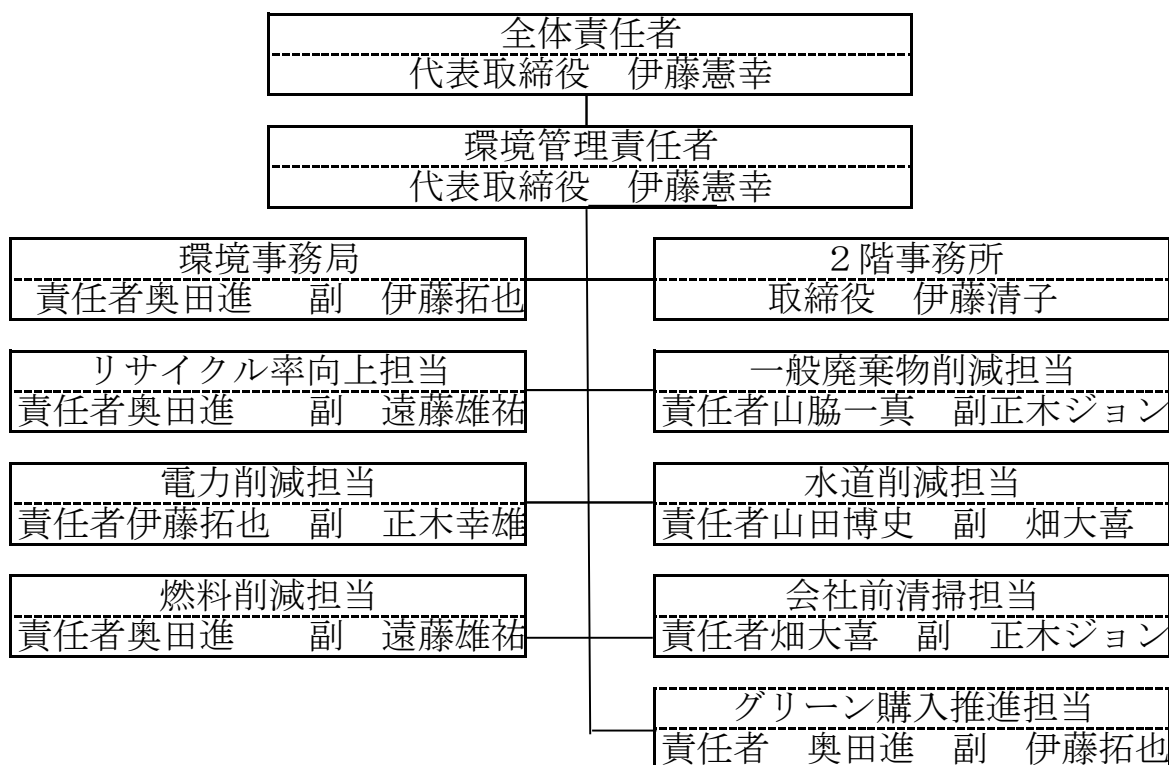 全体責任者
代表取締役　伊藤憲幸
環境管理責任者
代表取締役　伊藤憲幸
環境事務局
責任者奥田進　　副　伊藤拓也
２階事務所
取締役　伊藤清子
リサイクル率向上担当
責任者奥田進　　副　遠藤雄祐
一般廃棄物削減担当
責任者山脇一真　副正木ジョン
電力削減担当
責任者伊藤拓也　副　正木幸雄
水道削減担当
責任者山田博史　副　畑大喜
燃料削減担当
責任者奥田進　　副　遠藤雄祐
会社前清掃担当
責任者畑大喜　副　正木ジョン
グリーン購入推進担当
責任者　奥田進　副　伊藤拓也